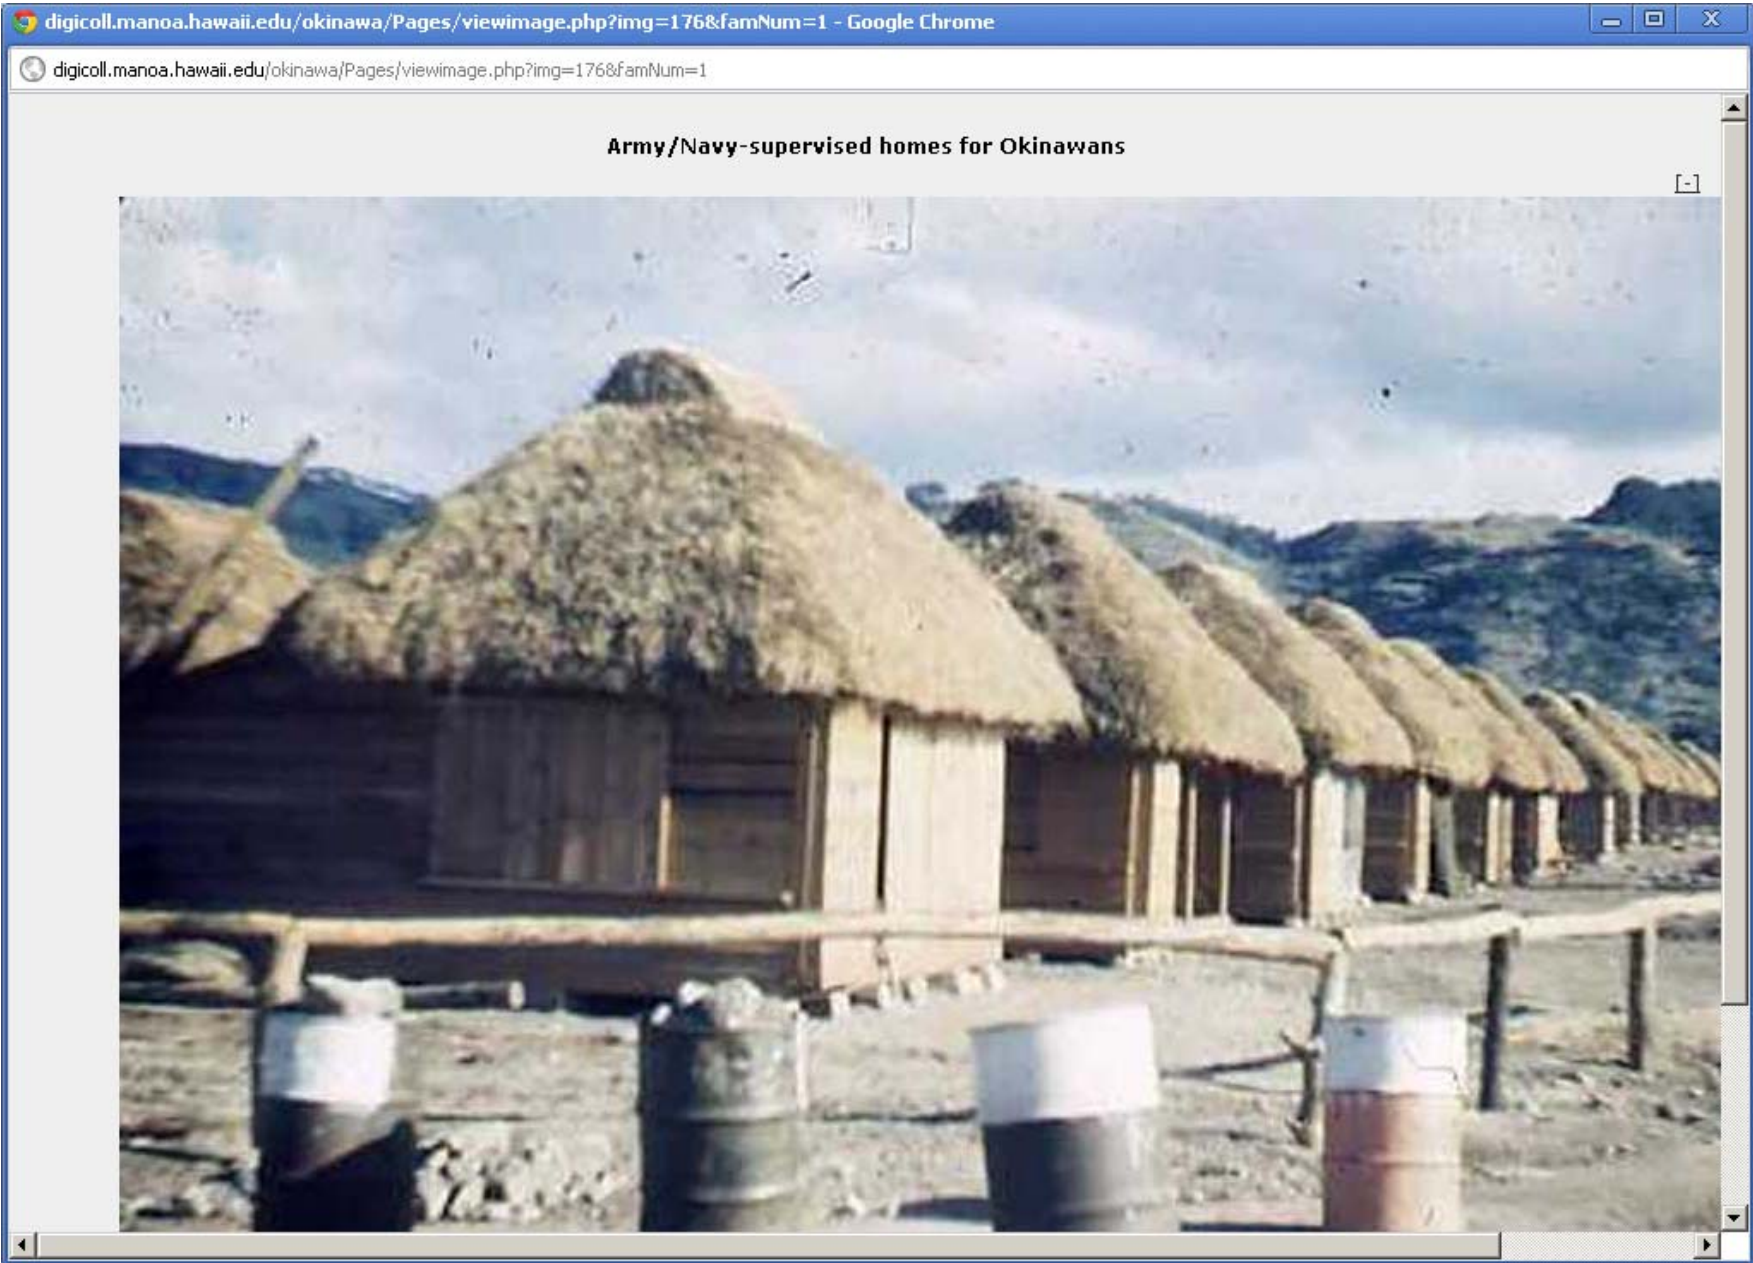 digicoll.manoa.hawaii.edu/okinawa/Pages/viewimage.php?img=176&famNum=1 - Google Chrome
digicoll.manoa.hawaii.edu/okinawa/Pages/viewimage.php?img=176&famNum=1
Army/Navy-supervised homes for Okinawans
[-]